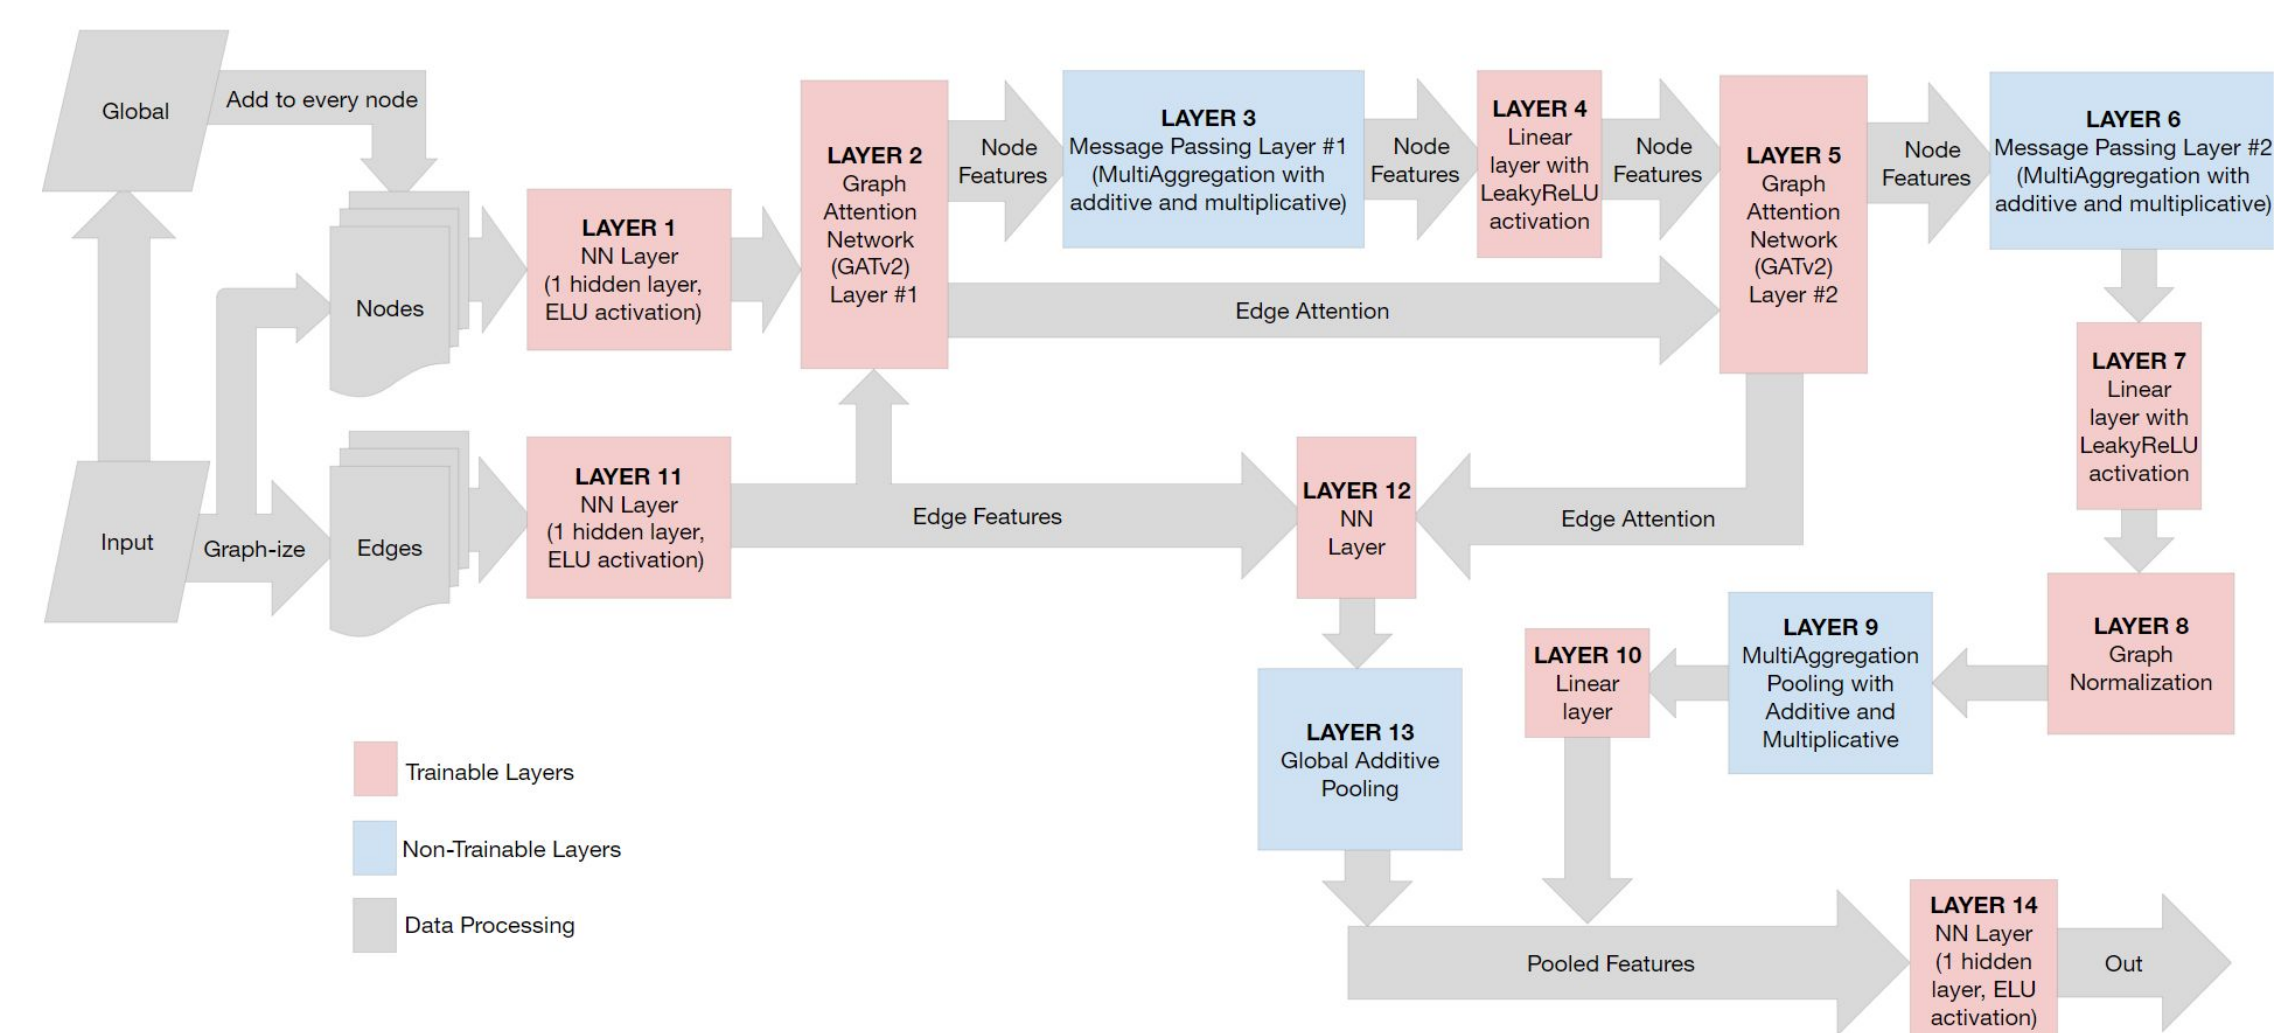 Global
Add to every node
Nodes
Input
Graph-ize
Edges
LAYER 1
NN Layer
(1 hidden layer,
ELU activation)
LAYER 2
Graph
Attention
Network
(GATv2)
Layer #1
Node
Features
LAYER 3
Message Passing Layer #1
(MultiAggregation with
additive and multiplicative)
Node
Features
LAYER 4
Linear
layer with
LeakyReLU
activation
Node
Features
LAYER 5
Graph
Attention
Network
(GATv2)
Layer #2
Node
Features
LAYER 6
Message Passing Layer #2
(MultiAggregation with
additive and multiplicative)
Edge Attention
LAYER 7
Linear
layer with
LeakyReLU
activation
LAYER 11
NN Layer
(1 hidden layer,
ELU activation)
Edge Features
LAYER 12
NN
Layer
Edge Attention
LAYER 8
Graph
Normalization
LAYER 9
MultiAggregation
Pooling with
Additive and
Multiplicative
LAYER 10
Linear
layer
LAYER 13
Global Additive
Pooling
Trainable Layers
Non-Trainable Layers
Data Processing
Pooled Features
LAYER 14
NN Layer
(1 hidden
layer, ELU
activation)
Out